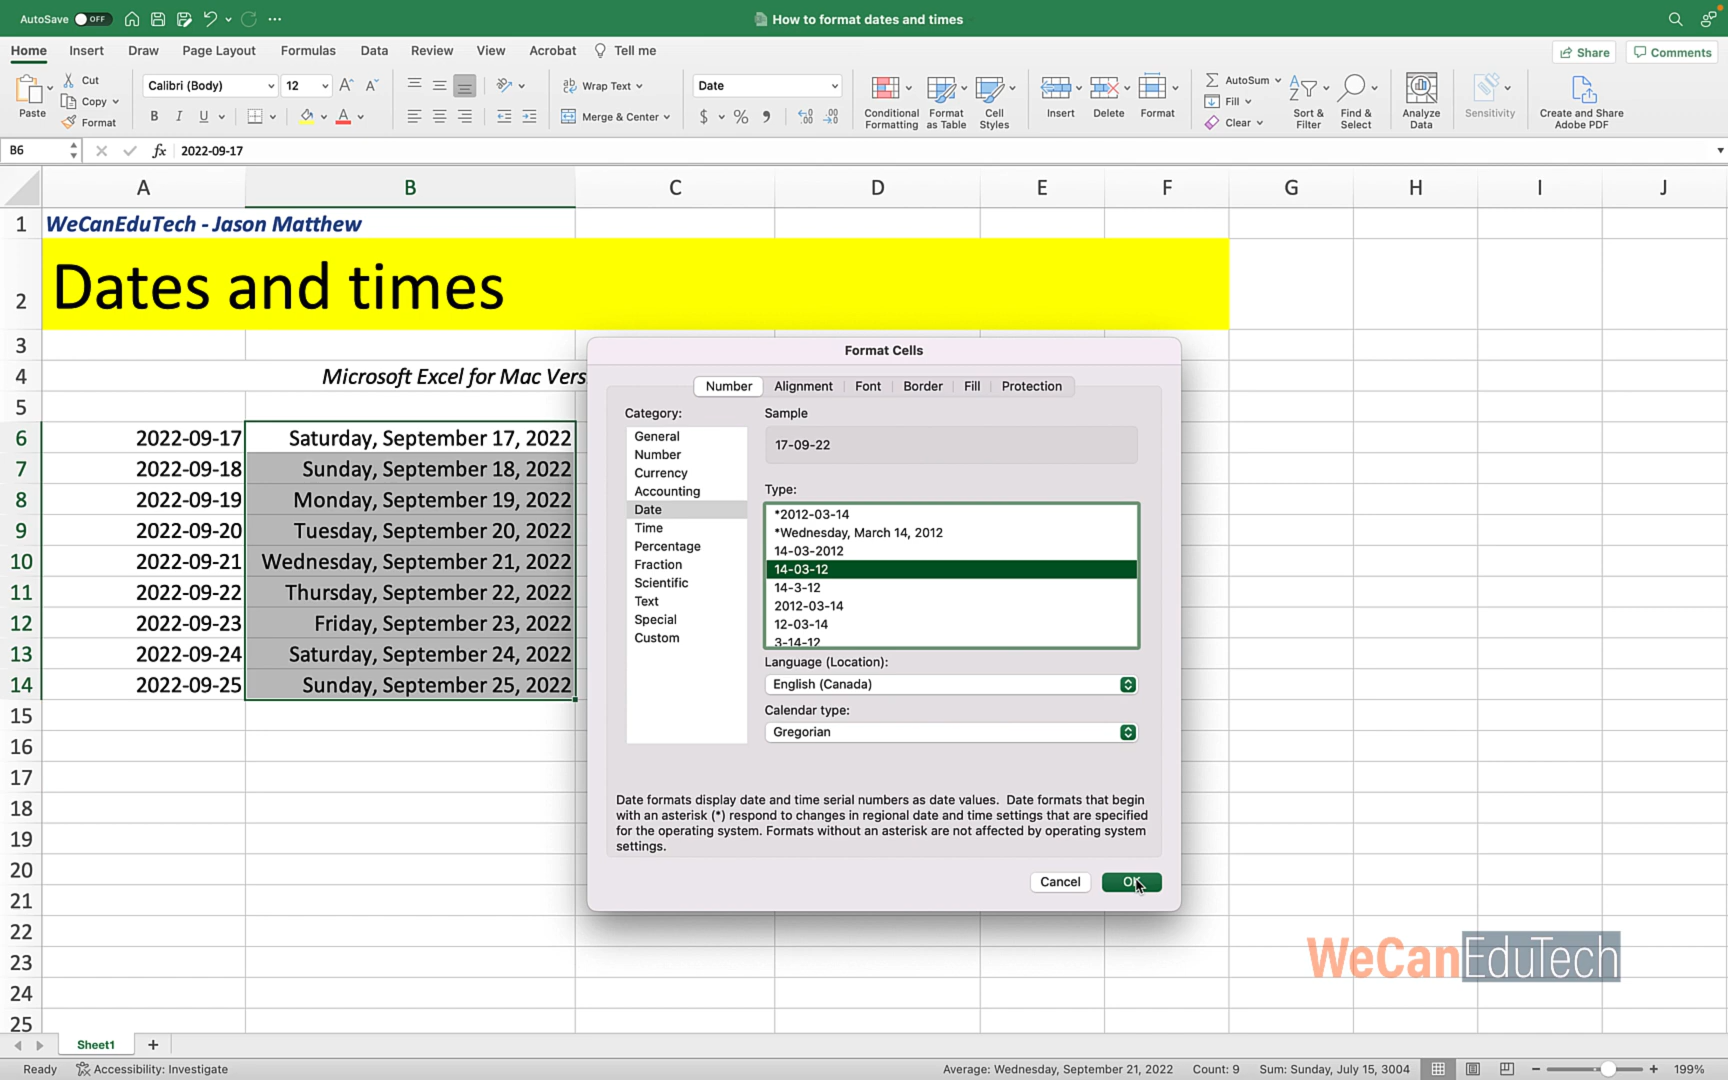 AutoSave OFF
How to format dates and times
Home Insert Draw Page Layout Formulas Data Review View Acrobat Tell me
Share Comments
Paste Cut Copy Format
Calibri (Body) 12
B I U A A A
Wrap Text
Merge & Center
Date
$ %
Conditional Formatting
Format as Table
Cell Styles
Insert Delete Format
AutoSum
Fill
Clear
Sort & Filter
Find & Select
Analyze Data
Sensitivity
Create and Share Adobe PDF
B6 fx 2022-09-17
A B C D E F G H I J
1 WeCanEduTech - Jason Matthew
2 Dates and times
3
4 Microsoft Excel for Mac Vers
5
6 2022-09-17 Saturday, September 17, 2022
7 2022-09-18 Sunday, September 18, 2022
8 2022-09-19 Monday, September 19, 2022
9 2022-09-20 Tuesday, September 20, 2022
10 2022-09-21 Wednesday, September 21, 2022
11 2022-09-22 Thursday, September 22, 2022
12 2022-09-23 Friday, September 23, 2022
13 2022-09-24 Saturday, September 24, 2022
14 2022-09-25 Sunday, September 25, 2022
15
16
17
18
19
20
21
22
23
24
25
Format Cells
Number Alignment Font Border Fill Protection
Category:
General
Number
Currency
Accounting
Date
Time
Percentage
Fraction
Scientific
Text
Special
Custom
Sample
17-09-22
Type:
*2012-03-14
*Wednesday, March 14, 2012
14-03-2012
14-03-12
14-3-12
2012-03-14
12-03-14
3-14-12
Language (Location):
English (Canada)
Calendar type:
Gregorian
Date formats display date and time serial numbers as date values. Date formats that begin
with an asterisk (*) respond to changes in regional date and time settings that are specified
for the operating system. Formats without an asterisk are not affected by operating system
settings.
Cancel OK
WeCanEduTech
Sheet1
Ready Accessibility: Investigate Average: Wednesday, September 21, 2022 Count: 9 Sum: Sunday, July 15, 3004 199%